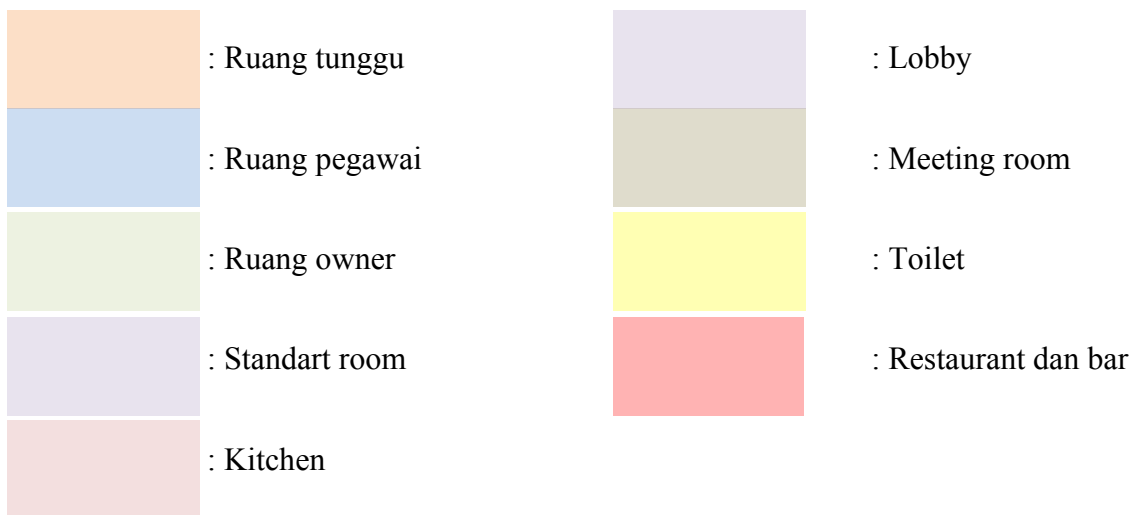 : Ruang tunggu
: Ruang pegawai
: Ruang owner
: Standart room
: Kitchen
: Lobby
: Meeting room
: Toilet
: Restaurant dan bar